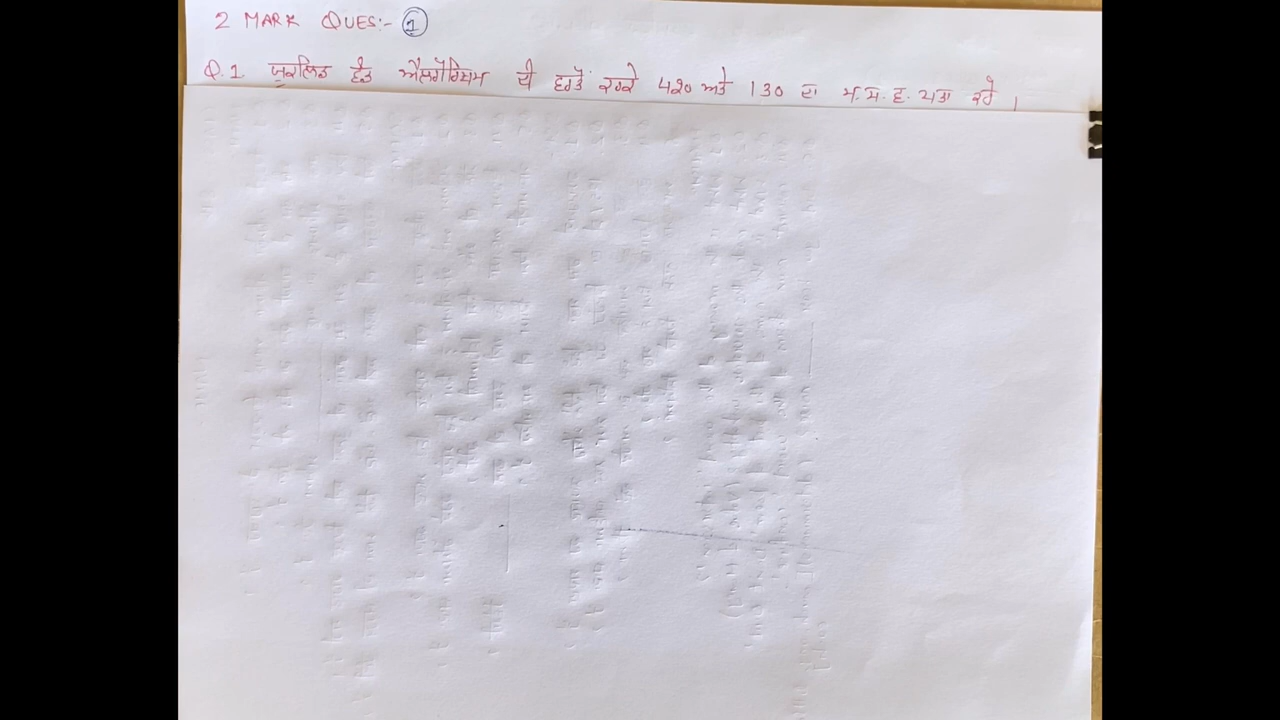 2 MARK QUES:- ①
Q.1. ਯੂਕਲਿਡ ਵੰਡ ਐਲਗੋਰਿਥਮ ਦੀ ਵਰਤੋਂ ਕਰਕੇ 420 ਅਤੇ 130 ਦਾ ਮ.ਸ.ਵ. ਪਤਾ ਕਰੋ ।